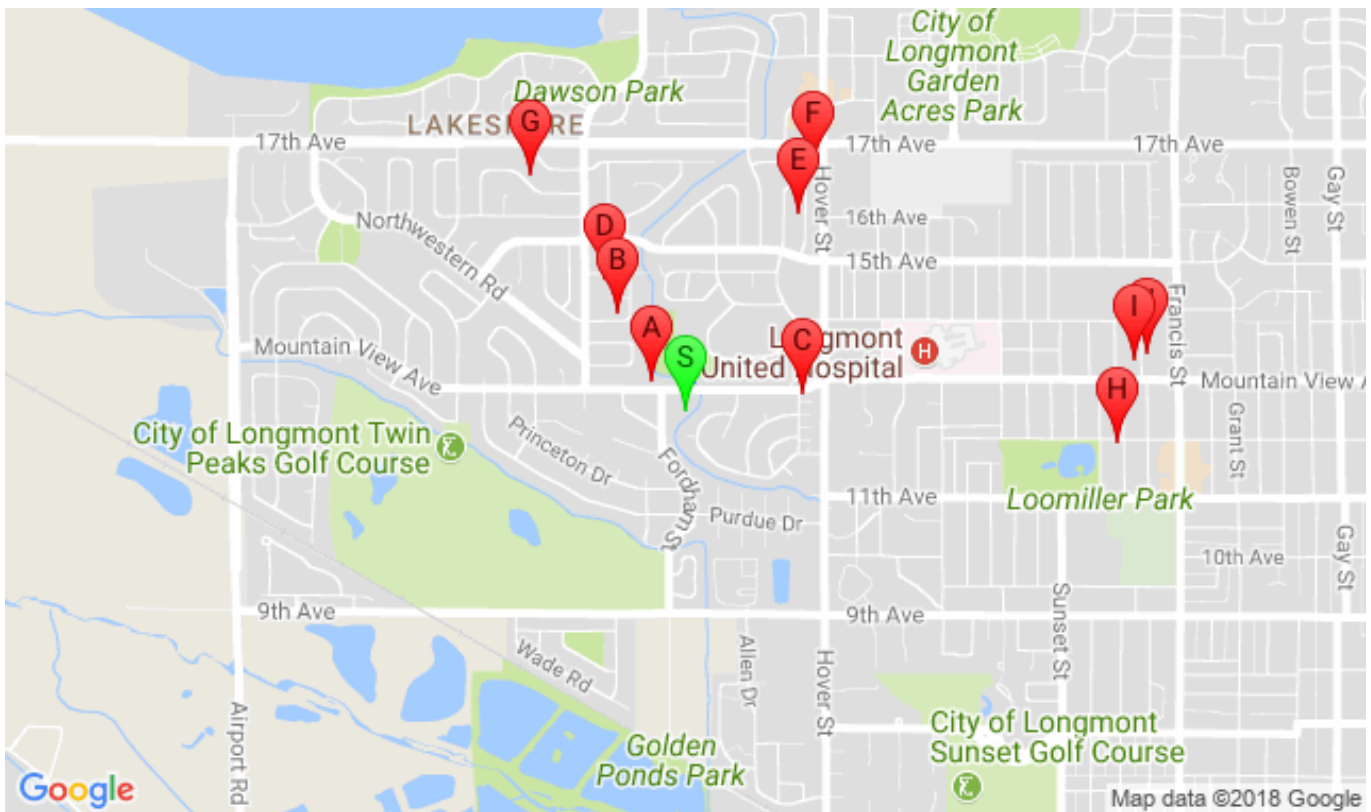 City of
Longmont
Garden
Acres Park
Dawson Park
F
LAKES RE
G
17th Ave
17th Ave
17th Ave
E
Hover St
Gay St
Bowen St
16th Ave
Northwestern Rd
D
B
15th Ave
Francis St
I
A
C
L gmont
H
S
United Hospital
Mountain View Ave
Mountain View A
H
Grant St
City of Longmont Twin
Peaks Golf Course
Princeton Dr
Fordham St
Purdue Dr
11th Ave
Loomiller Park
10th Ave
Gay St
9th Ave
9th Ave
Sunset St
Wade Rd
Allen Dr
Hover St
Airport Rd
City of Longmont
Sunset Golf Course
Golden
Ponds Park
Google
Map data ©2018 Google